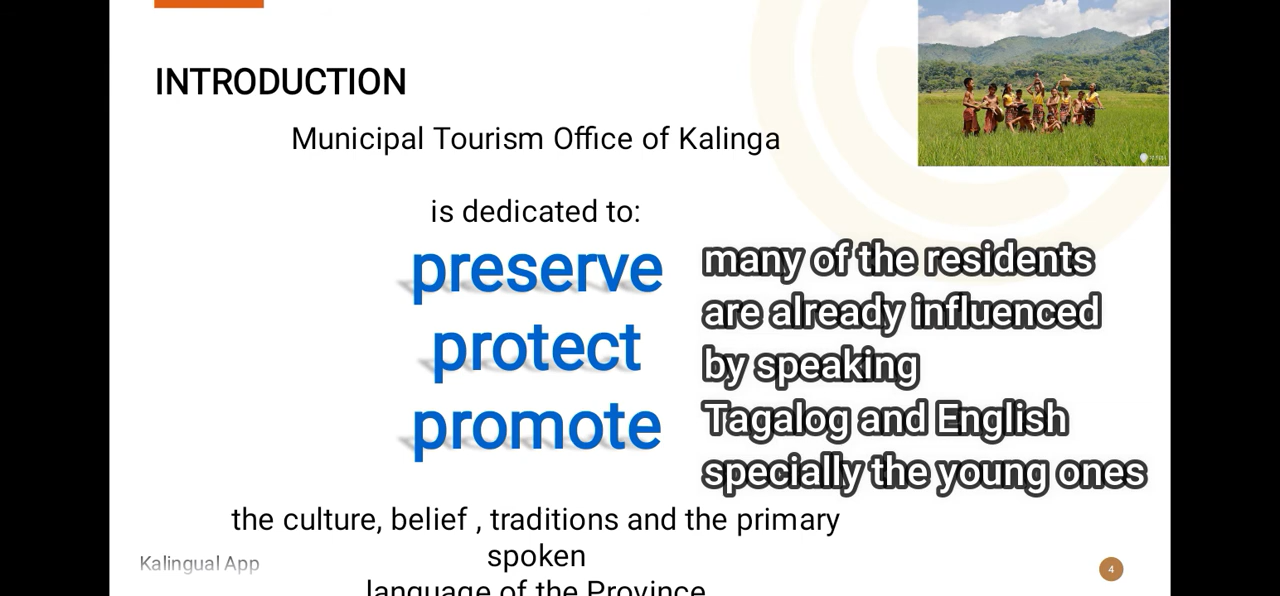 INTRODUCTION
Municipal Tourism Office of Kalinga
is dedicated to:
preserve
protect
promote
many of the residents
are already influenced
by speaking
Tagalog and English
specially the young ones
the culture, belief , traditions and the primary
spoken
language of the Province
Kalingual App
4